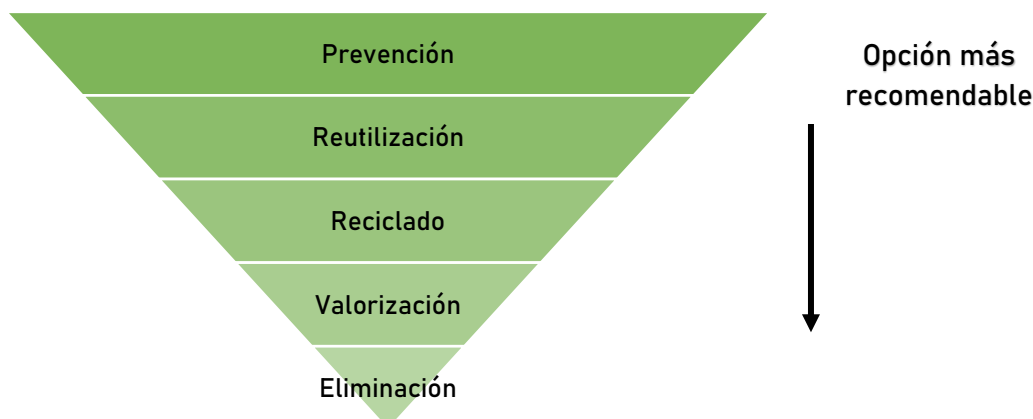 Prevención
Opción más
recomendable
Reutilización
Reciclado
Valorización
Eliminación